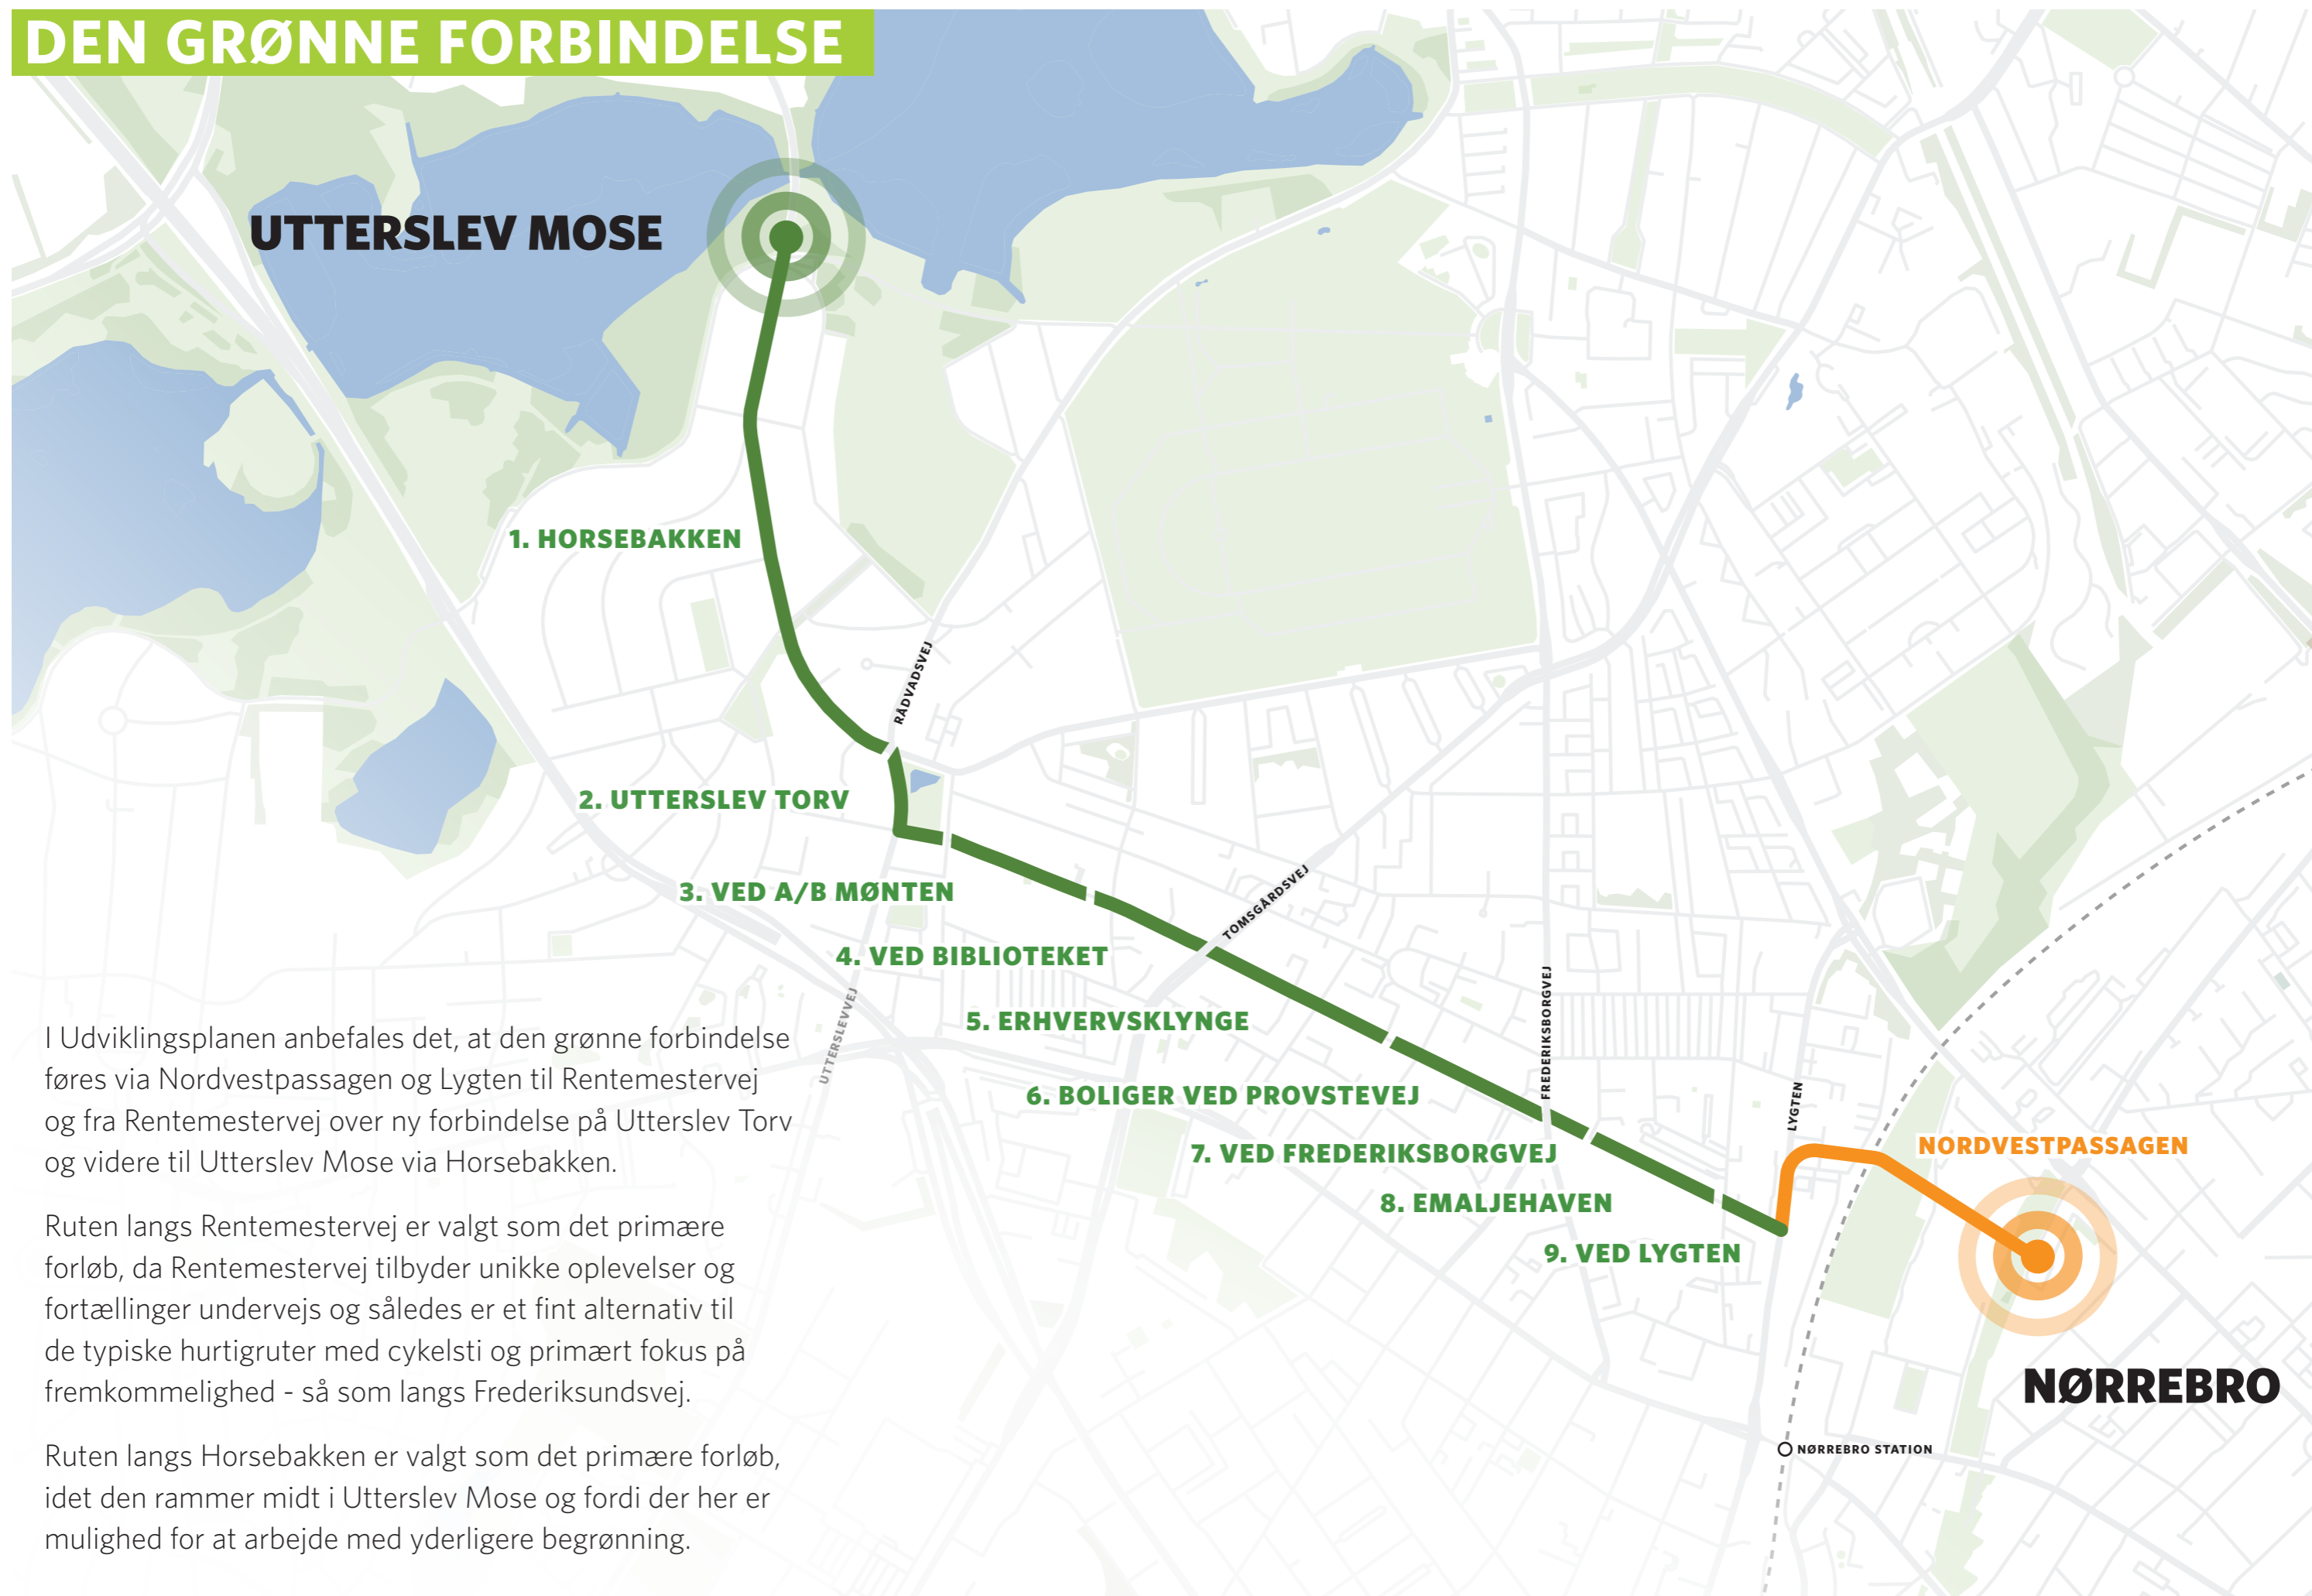 DEN GRØNNE FORBINDELSE
UTTERSLEV MOSE
1. HORSEBAKKEN
RÅDVADSVEJ
2. UTTERSLEV TORV
3. VED A/B MØNTEN
TOMSGÅRDSVEJ
4. VED BIBLIOTEKET
UTTERSLEVVEJ
5. ERHVERVSKLYNGE
FREDERIKSBORGVEJ
6. BOLIGER VED PROVSTEVEJ
LYGTEN
7. VED FREDERIKSBORGVEJ
NORDVESTPASSAGEN
8. EMALJEHAVEN
9. VED LYGTEN
NØRREBRO
NØRREBRO STATION
I Udviklingsplanen anbefales det, at den grønne forbindelse
føres via Nordvestpassagen og Lygten til Rentemestervej
og fra Rentemestervej over ny forbindelse på Utterslev Torv
og videre til Utterslev Mose via Horsebakken.
Ruten langs Rentemestervej er valgt som det primære
forløb, da Rentemestervej tilbyder unikke oplevelser og
fortællinger undervejs og således er et fint alternativ til
de typiske hurtigruter med cykelsti og primært fokus på
fremkommelighed - så som langs Frederiksundsvej.
Ruten langs Horsebakken er valgt som det primære forløb,
idet den rammer midt i Utterslev Mose og fordi der her er
mulighed for at arbejde med yderligere begrønning.